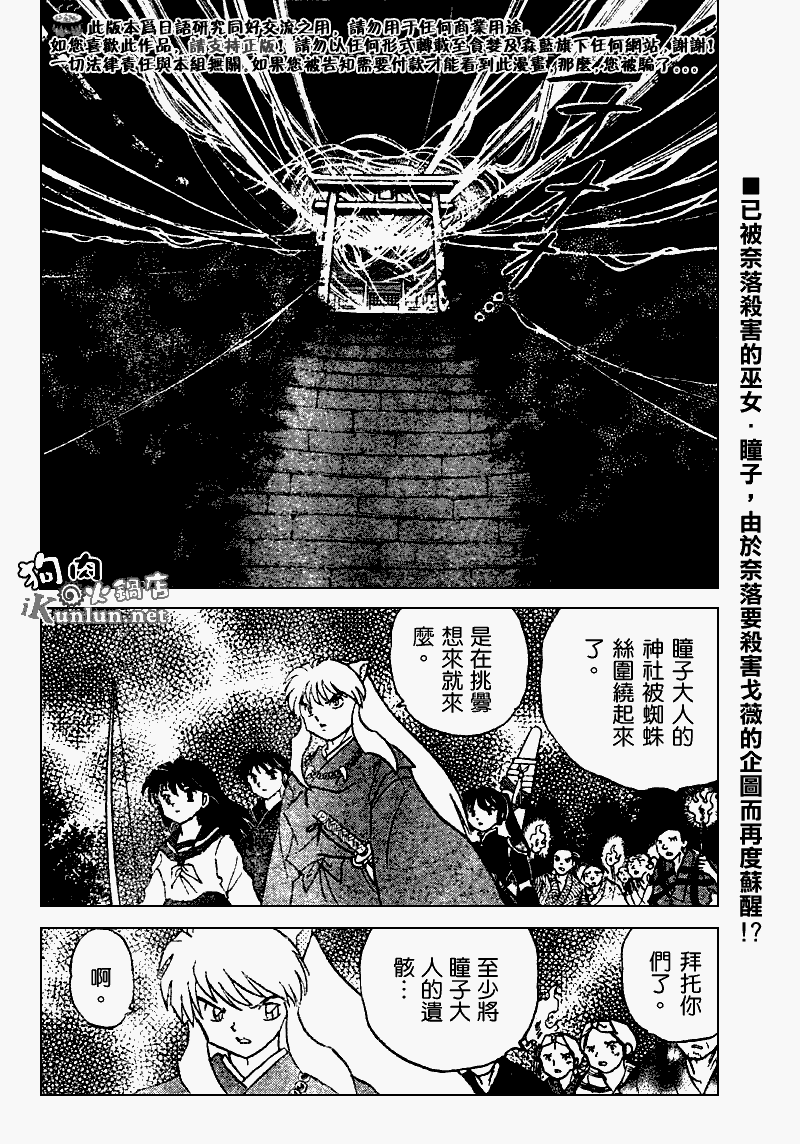 此版本爲日語研究同好交流之用，請勿用于任何商業用途。
如您喜歡此作品，請支持正版！請勿以任何形式轉載至貪婪及森藍旗下任何網站，謝謝！
一切法律責任與本組無關，如果您被告知需要付款才能看到此漫畫，那麼，您被騙了...
■已被奈落殺害的巫女．瞳子，由於奈落要殺害戈薇的企圖而再度蘇醒!?
狗肉
火鍋店
iKunlun.net
瞳子大人的
神社被蜘蛛
絲圍繞起來
了。
是在挑釁
想來就來
麼。
拜托你
們了。
至少將
瞳子大
人的遺
骸…
啊。